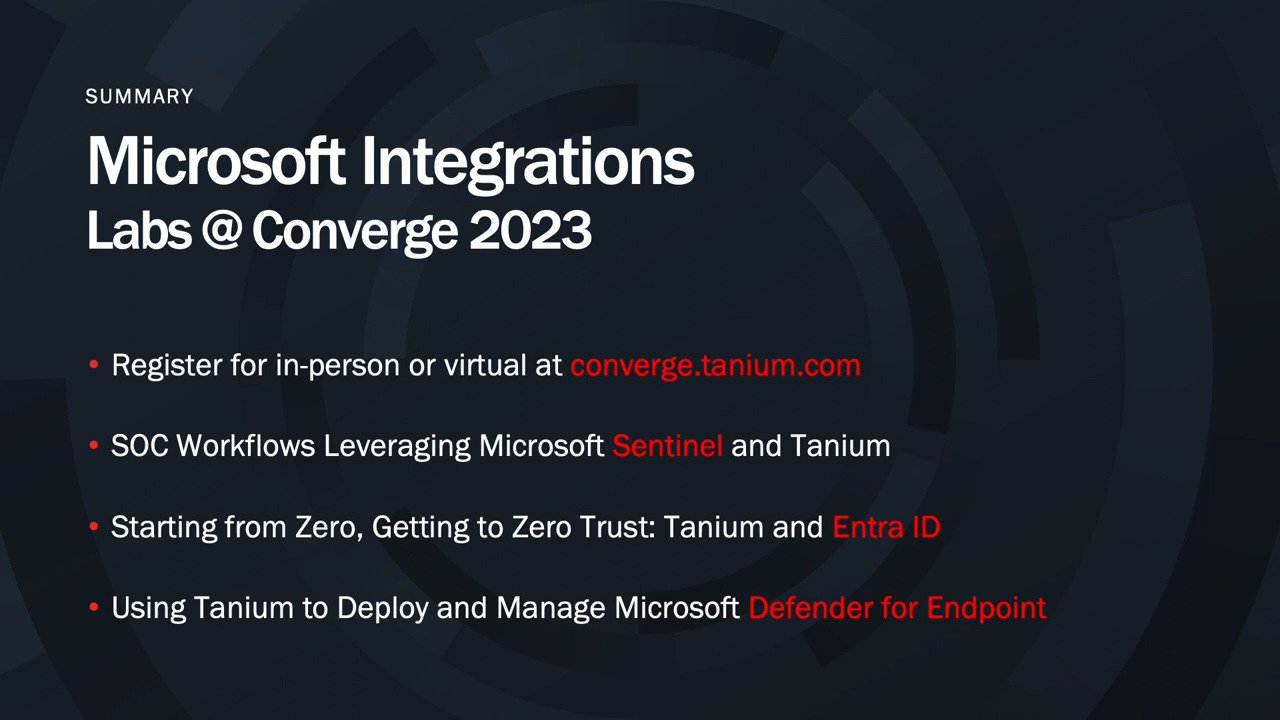 SUMMARY
Microsoft Integrations
Labs @ Converge 2023
• Register for in-person or virtual at converge.tanium.com
• SOC Workflows Leveraging Microsoft Sentinel and Tanium
• Starting from Zero, Getting to Zero Trust: Tanium and Entra ID
• Using Tanium to Deploy and Manage Microsoft Defender for Endpoint